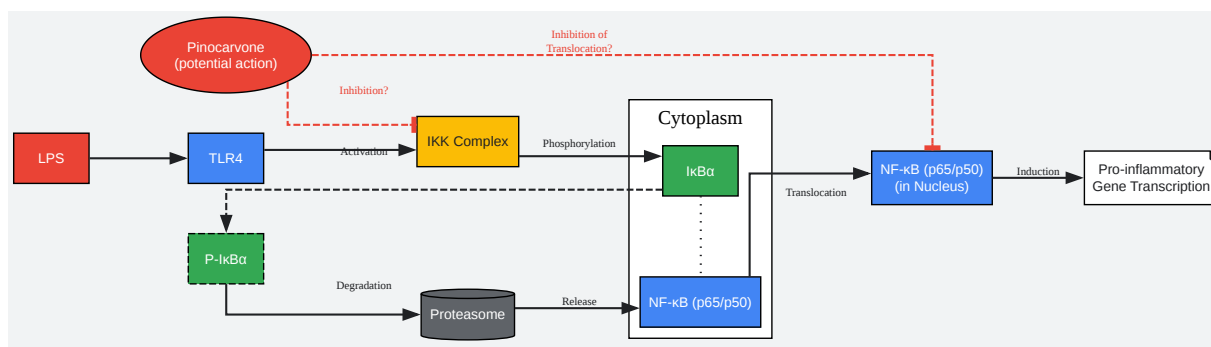 Inhibition of
Translocation?
Pinocarvone
(potential action)
Inhibition?
Cytoplasm
LPS
TLR4
Activation
IKK Complex
Phosphorylation
IκBα
Translocation
NF-κB (p65/p50)
(in Nucleus)
Induction
Pro-inflammatory
Gene Transcription
P-IκBα
Degradation
Proteasome
Release
NF-κB (p65/p50)